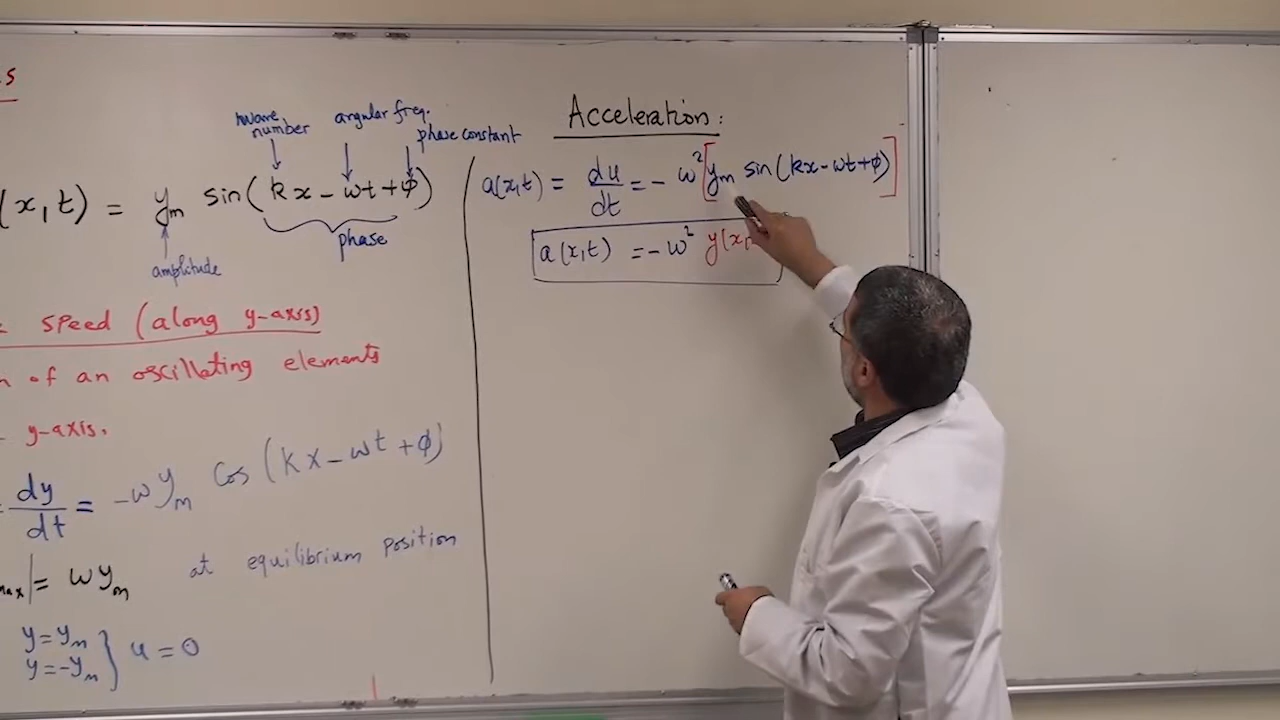 wave number
angular freq.
phase constant
(x,t) = ym sin(kx-ωt+ϕ)
phase
amplitude
speed (along y-axis)
of an oscillating elements
y-axis.
dy/dt = -ωym cos(kx-ωt+ϕ)
max| = ωym at equilibrium position
y=ym
y=-ym } u=0
Acceleration:
a(x,t) = du/dt = -ω²[ym sin(kx-ωt+ϕ)]
a(x,t) = -ω² y(x,